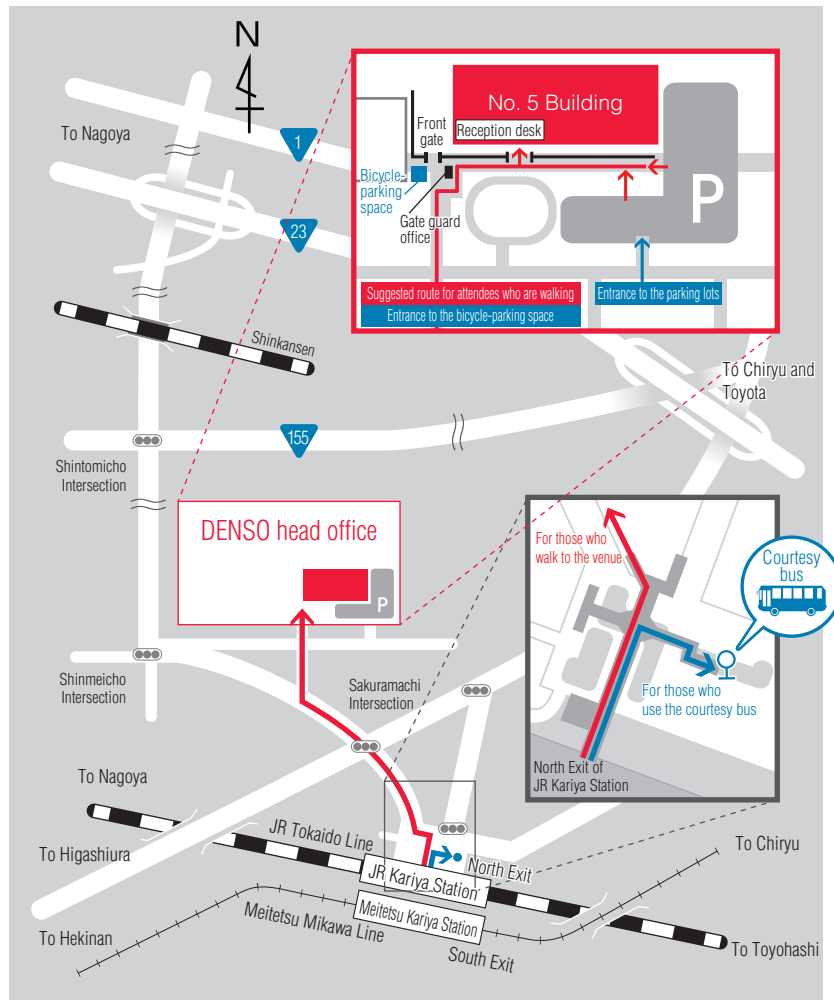 N
To Nagoya
1
23
No. 5 Building
Front
gate
Reception desk
Bicycle-
parking
space
Gate guard
office
P
Suggested route for attendees who are walking
Entrance to the bicycle-parking space
Entrance to the parking lots
Shinkansen
To Chiryu and
Toyota
155
Shintomicho
Intersection
DENSO head office
P
For those who
walk to the venue
Courtesy
bus
For those who
use the courtesy bus
North Exit of
JR Kariya Station
Shinmeicho
Intersection
Sakuramachi
Intersection
To Nagoya
JR Tokaido Line
To Higashiura
North Exit
JR Kariya Station
To Chiryu
Meitetsu Kariya Station
Meitetsu Mikawa Line
South Exit
To Hekinan
To Toyohashi